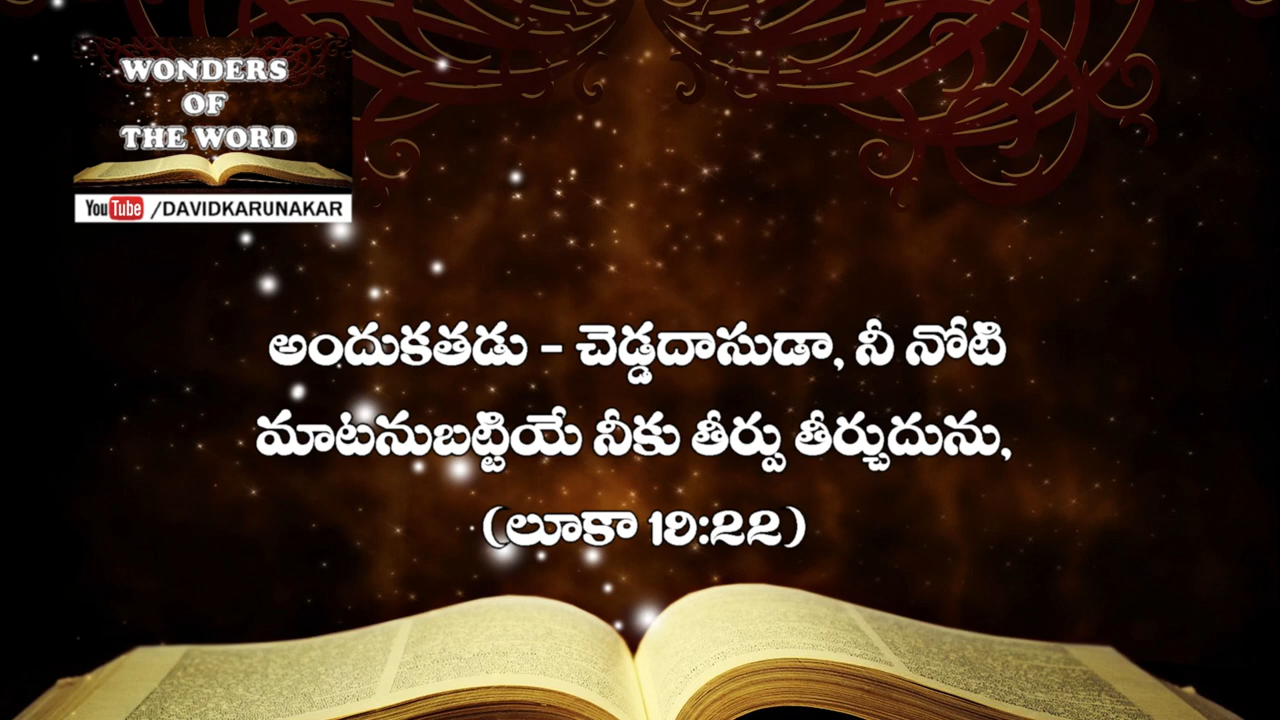 WONDERS
OF
THE WORD
YouTube /DAVIDKARUNAKAR
అందుకతడు – చెడ్డదాసుడా, నీ నోటి
మాటనుబట్టియే నీకు తీర్పు తీర్చుదును,
(లూకా 19:22)